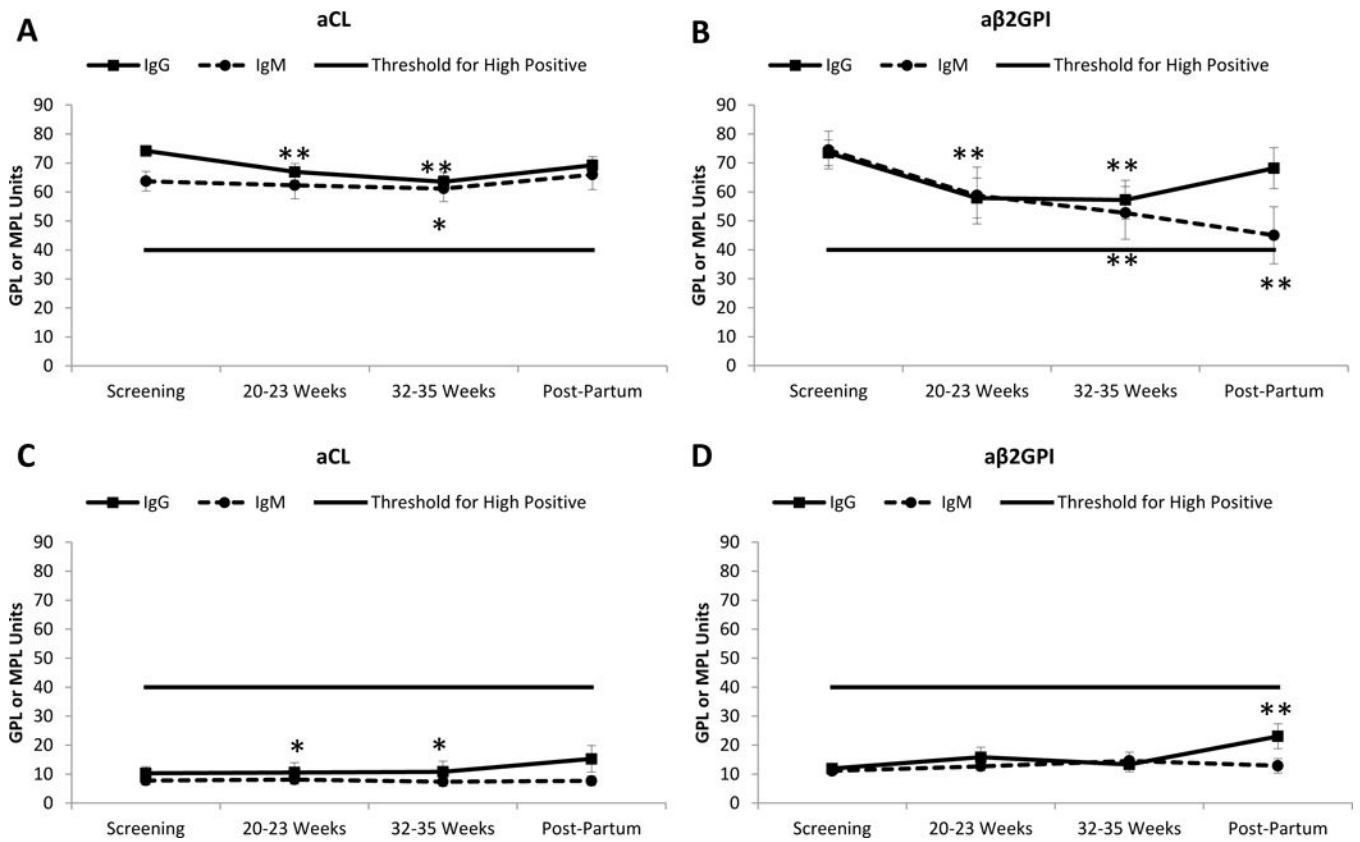 A
aCL
IgG IgM Threshold for High Positive
GPL or MPL Units
90
80
70
60
50
40
30
20
10
0
** **
*
Screening 20-23 Weeks 32-35 Weeks Post-Partum
B
aβ2GPI
IgG IgM Threshold for High Positive
GPL or MPL Units
90
80
70
60
50
40
30
20
10
0
** **
** **
Screening 20-23 Weeks 32-35 Weeks Post-Partum
C
aCL
IgG IgM Threshold for High Positive
GPL or MPL Units
90
80
70
60
50
40
30
20
10
0
* *
Screening 20-23 Weeks 32-35 Weeks Post-Partum
D
aβ2GPI
IgG IgM Threshold for High Positive
GPL or MPL Units
90
80
70
60
50
40
30
20
10
0
**
Screening 20-23 Weeks 32-35 Weeks Post-Partum